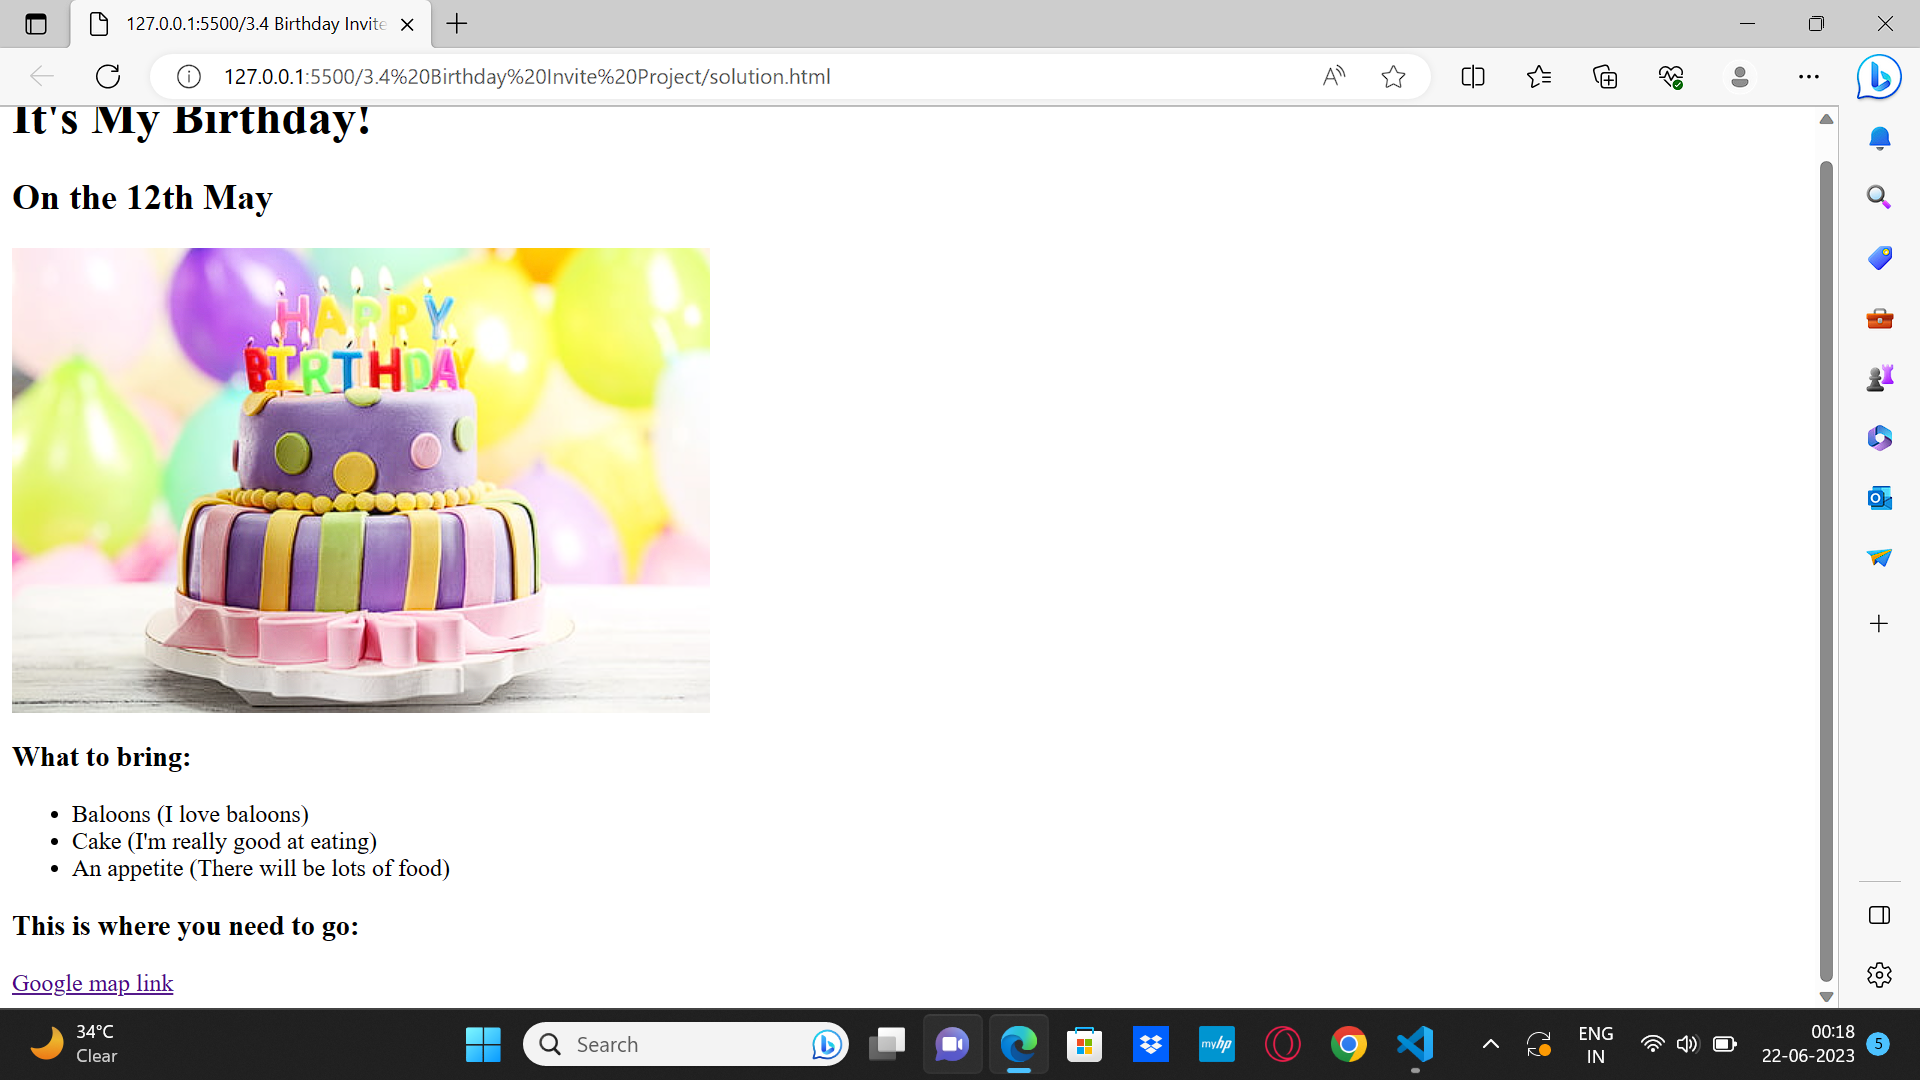 127.0.0.1:5500/3.4 Birthday Invite
127.0.0.1:5500/3.4%20Birthday%20Invite%20Project/solution.html
It's My Birthday!
On the 12th May
HAPPY
BIRTHDAY
What to bring:
• Baloons (I love baloons)
• Cake (I'm really good at eating)
• An appetite (There will be lots of food)
This is where you need to go:
Google map link
34°C
Clear
Search
myhp
ENG
IN
00:18
22-06-2023
5